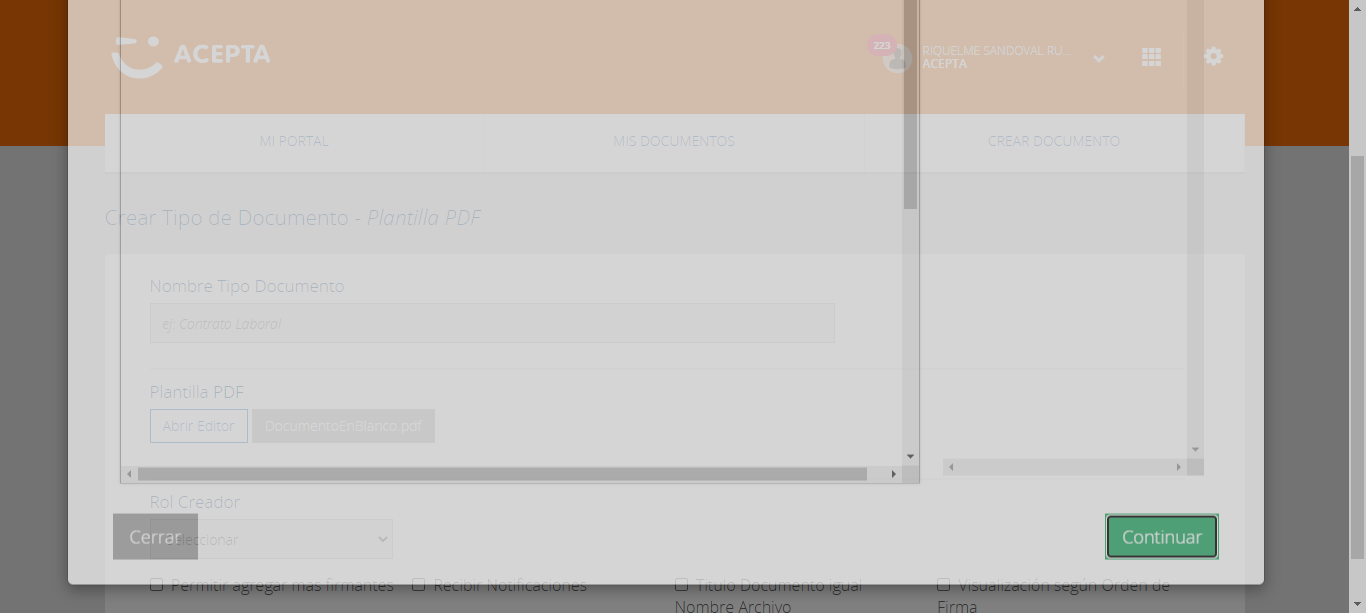 ACEPTA
223
RIQUELME SANDOVAL RU...
ACEPTA
MI PORTAL
MIS DOCUMENTOS
CREAR DOCUMENTO
Crear Tipo de Documento - Plantilla PDF
Nombre Tipo Documento
ej. Contrato Laboral
Plantilla PDF
Abrir Editor
DocumentoEnBlanco.pdf
Rol Creador
Cerrar
Seleccionar
Continuar
Permitir agregar mas firmantes
Recibir Notificaciones
Titulo Documento igual
Nombre Archivo
Visualización según Orden de
Firma